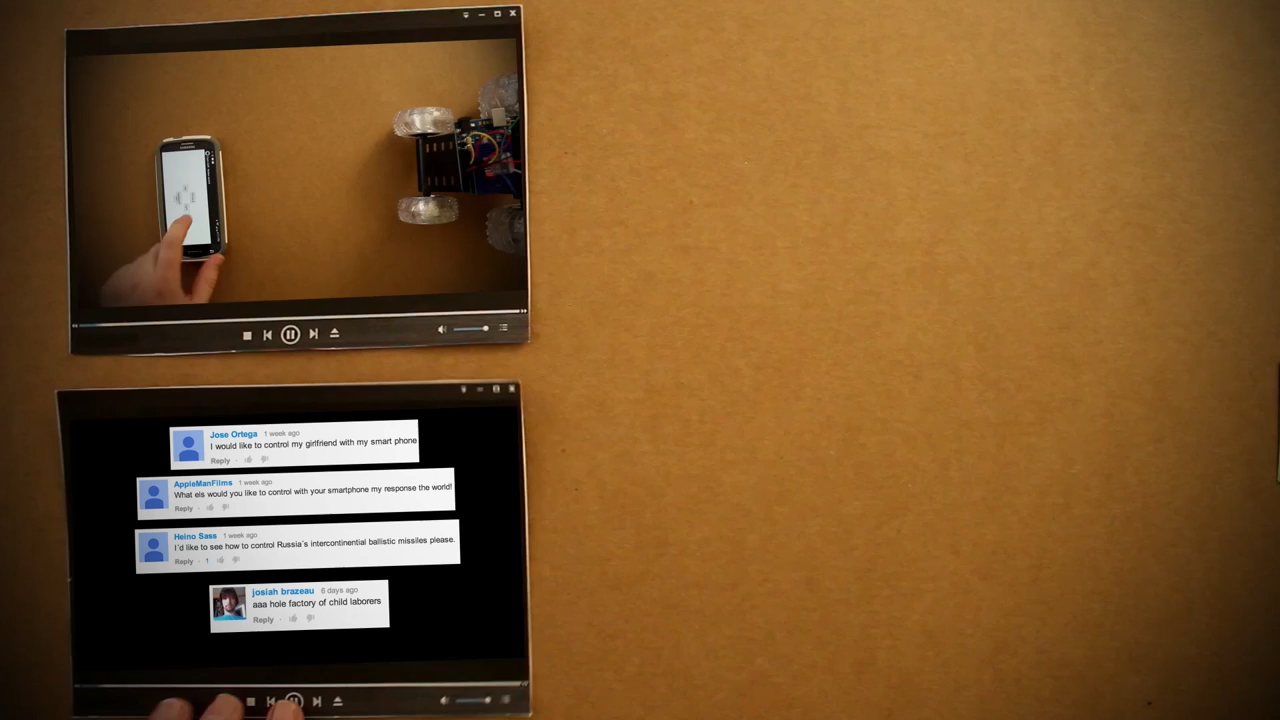 Jose Ortega 1 week ago
I would like to control my girlfriend with my smart phone
Reply ·
AppleManFilms 1 week ago
What els would you like to control with your smartphone my response the world!
Reply ·
Heino Sass 1 week ago
I´d like to see how to control Russia´s intercontinental ballistic missiles please.
Reply · 1
josiah brazeau 6 days ago
aaa hole factory of child laborers
Reply ·